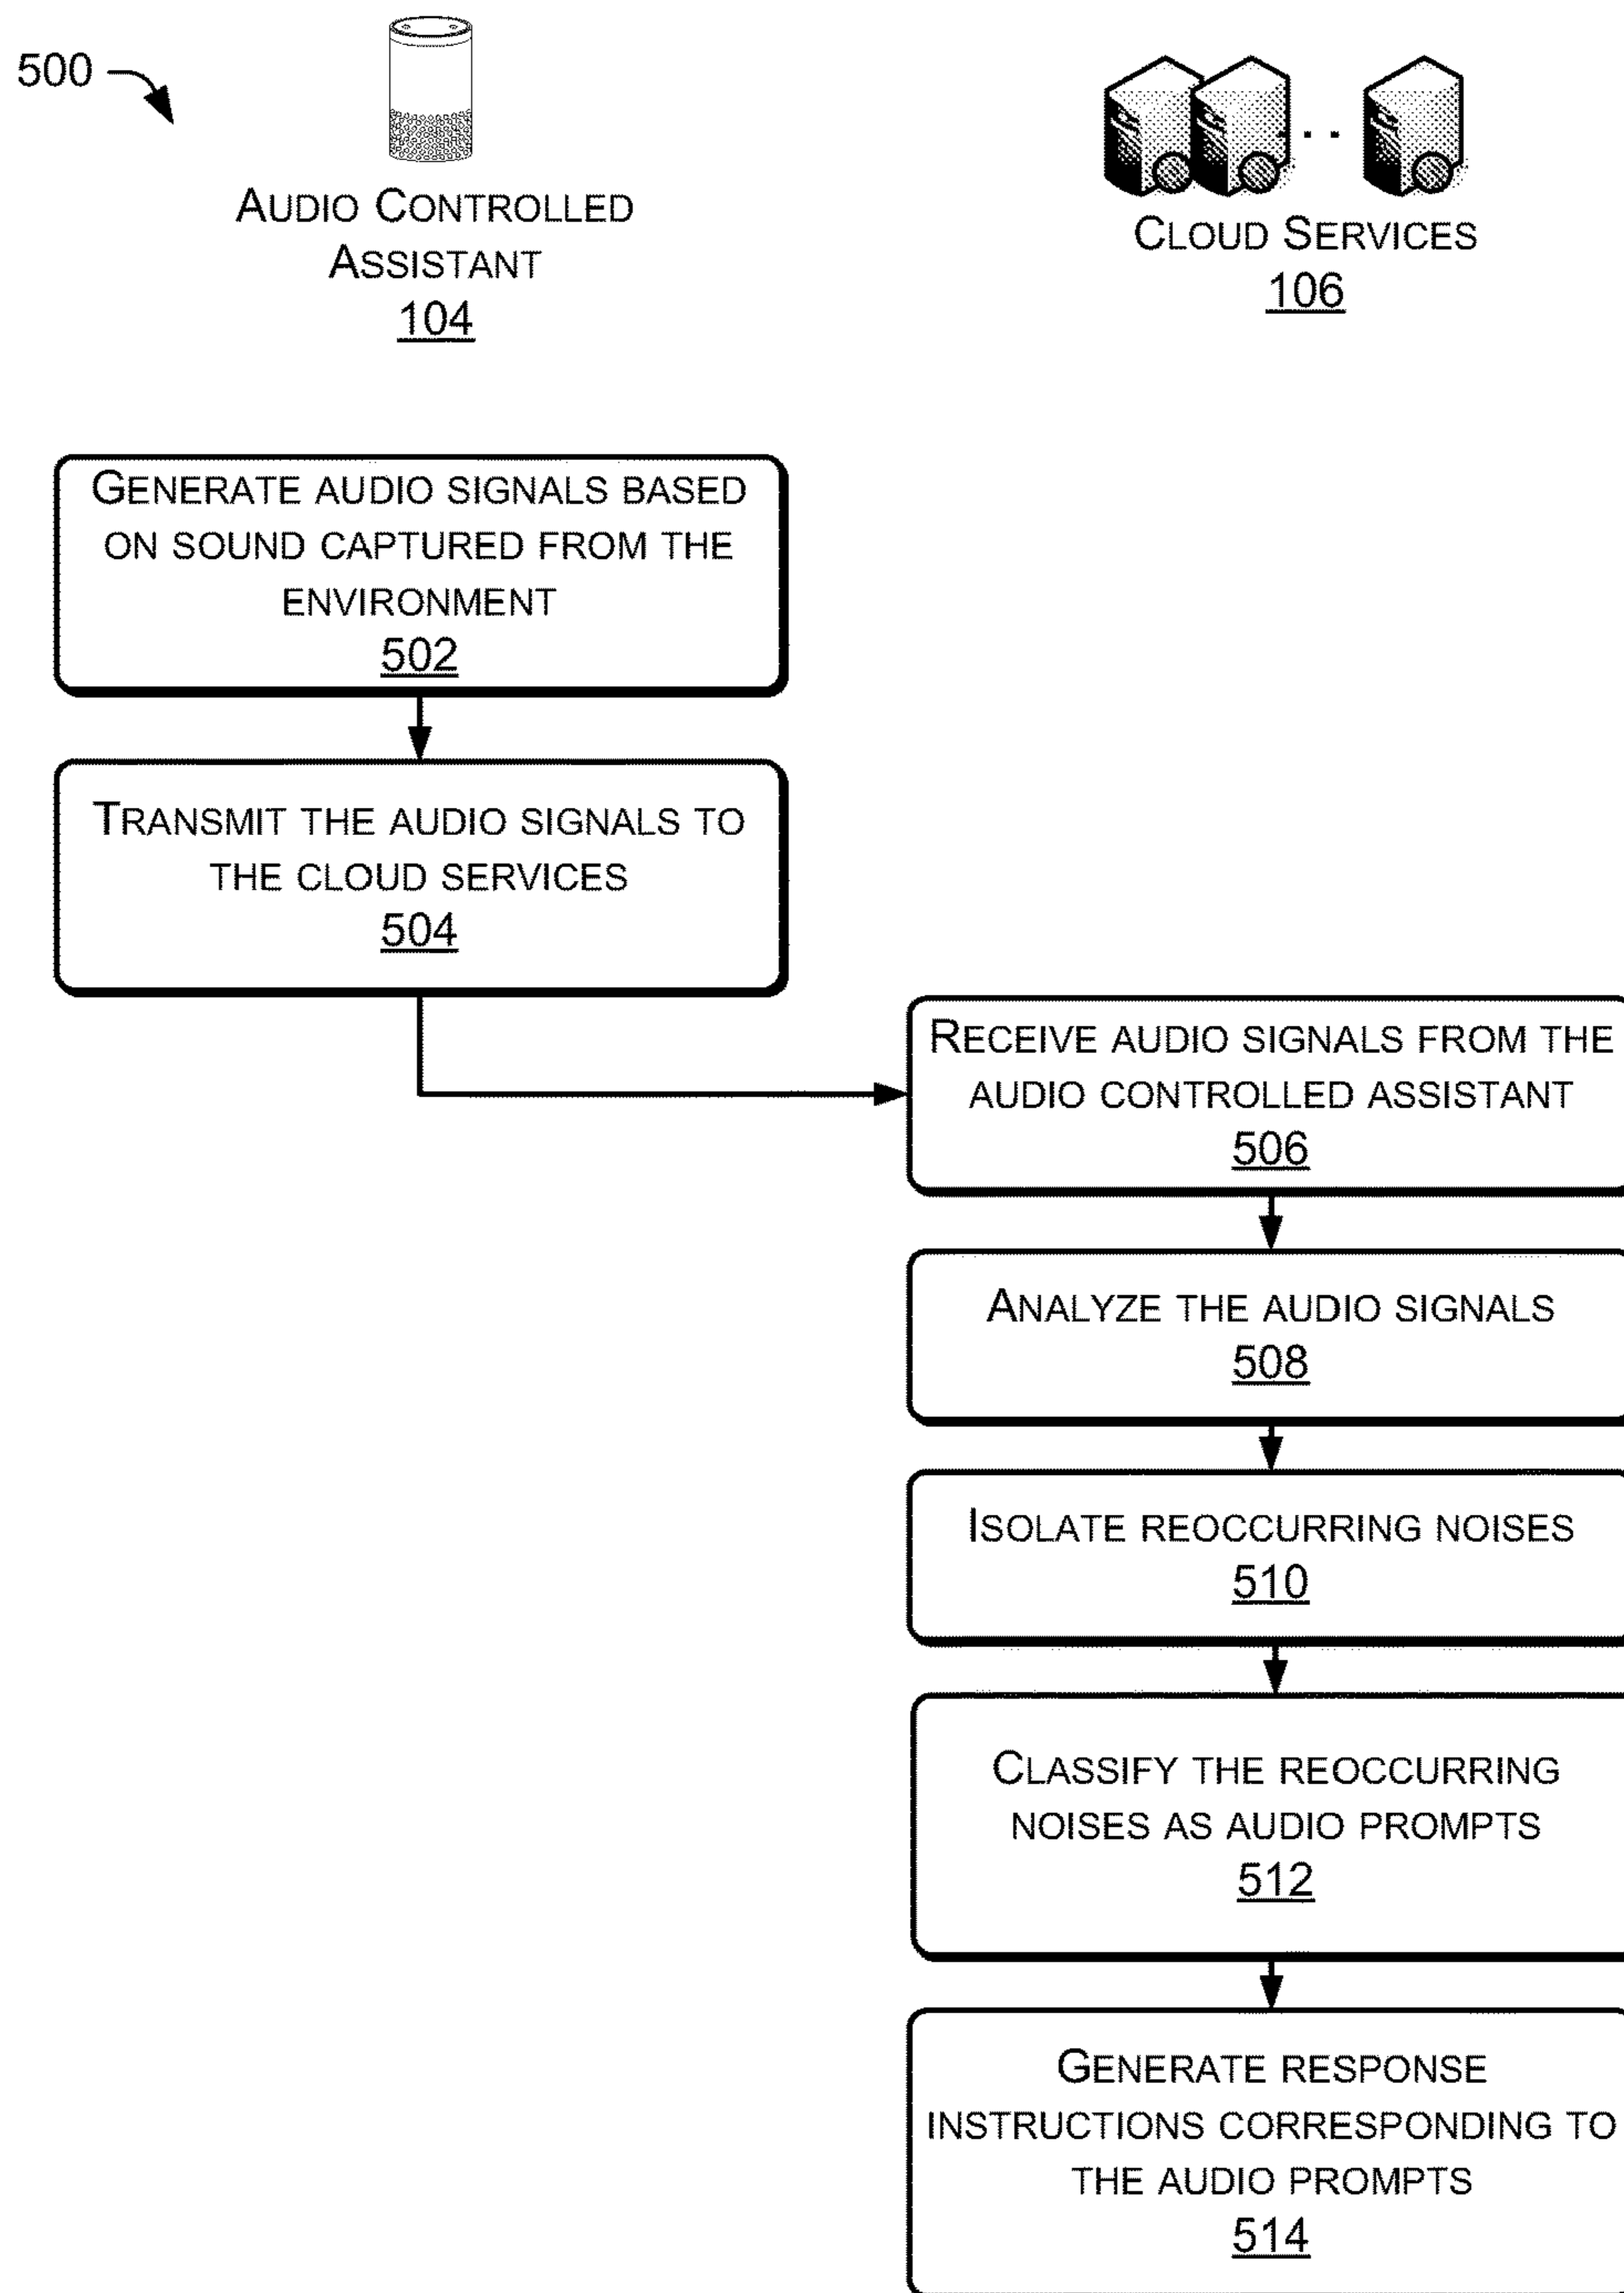 500
AUDIO CONTROLLED
ASSISTANT
104
CLOUD SERVICES
106
GENERATE AUDIO SIGNALS BASED
ON SOUND CAPTURED FROM THE
ENVIRONMENT
502
TRANSMIT THE AUDIO SIGNALS TO
THE CLOUD SERVICES
504
RECEIVE AUDIO SIGNALS FROM THE
AUDIO CONTROLLED ASSISTANT
506
ANALYZE THE AUDIO SIGNALS
508
ISOLATE REOCCURRING NOISES
510
CLASSIFY THE REOCCURRING
NOISES AS AUDIO PROMPTS
512
GENERATE RESPONSE
INSTRUCTIONS CORRESPONDING TO
THE AUDIO PROMPTS
514